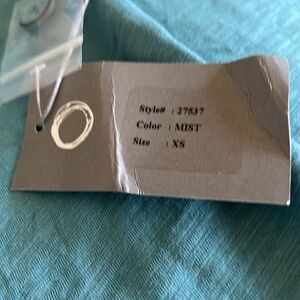 Style# : 27537
Color : MIST
Size : XS